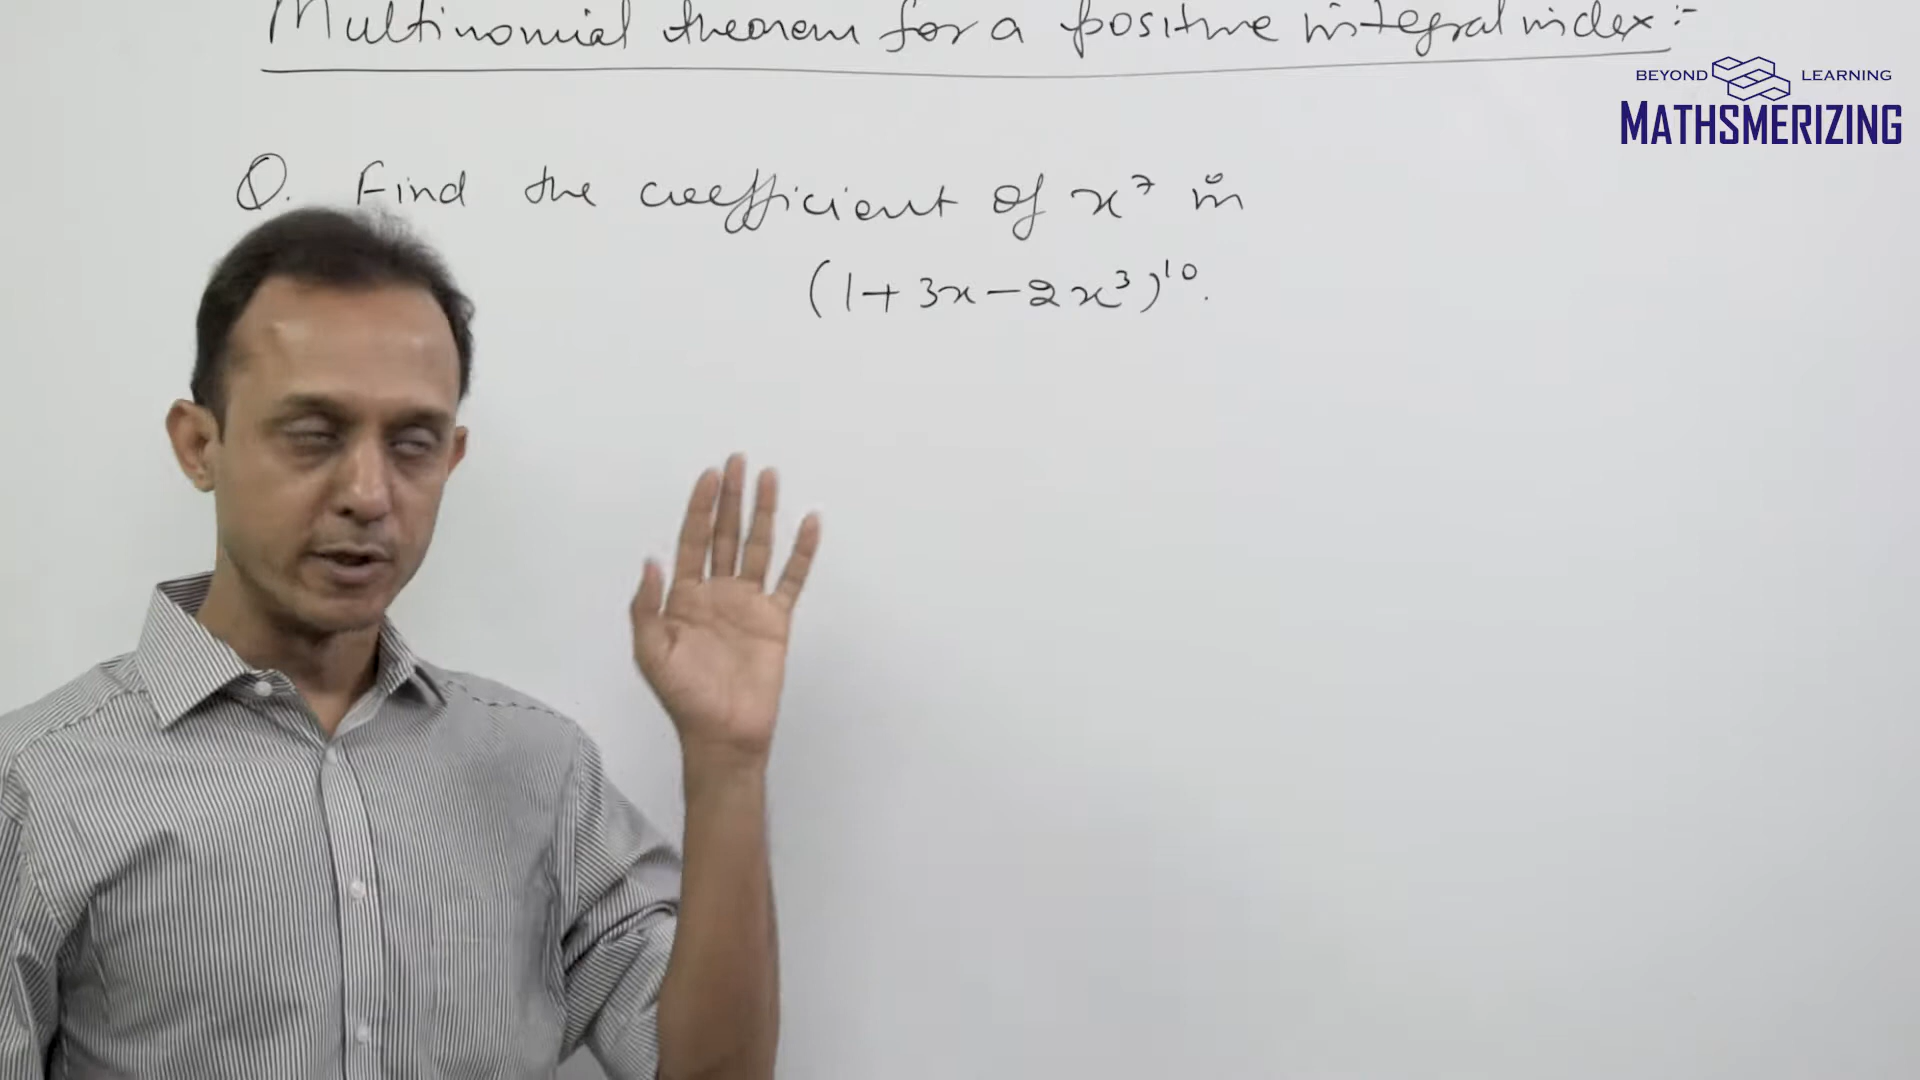 Multinomial theorem for a positive integral index:-
BEYOND LEARNING
MATHSMERIZING
Q. Find the coefficient of x⁷ in
(1+3x-2x³)¹⁰.